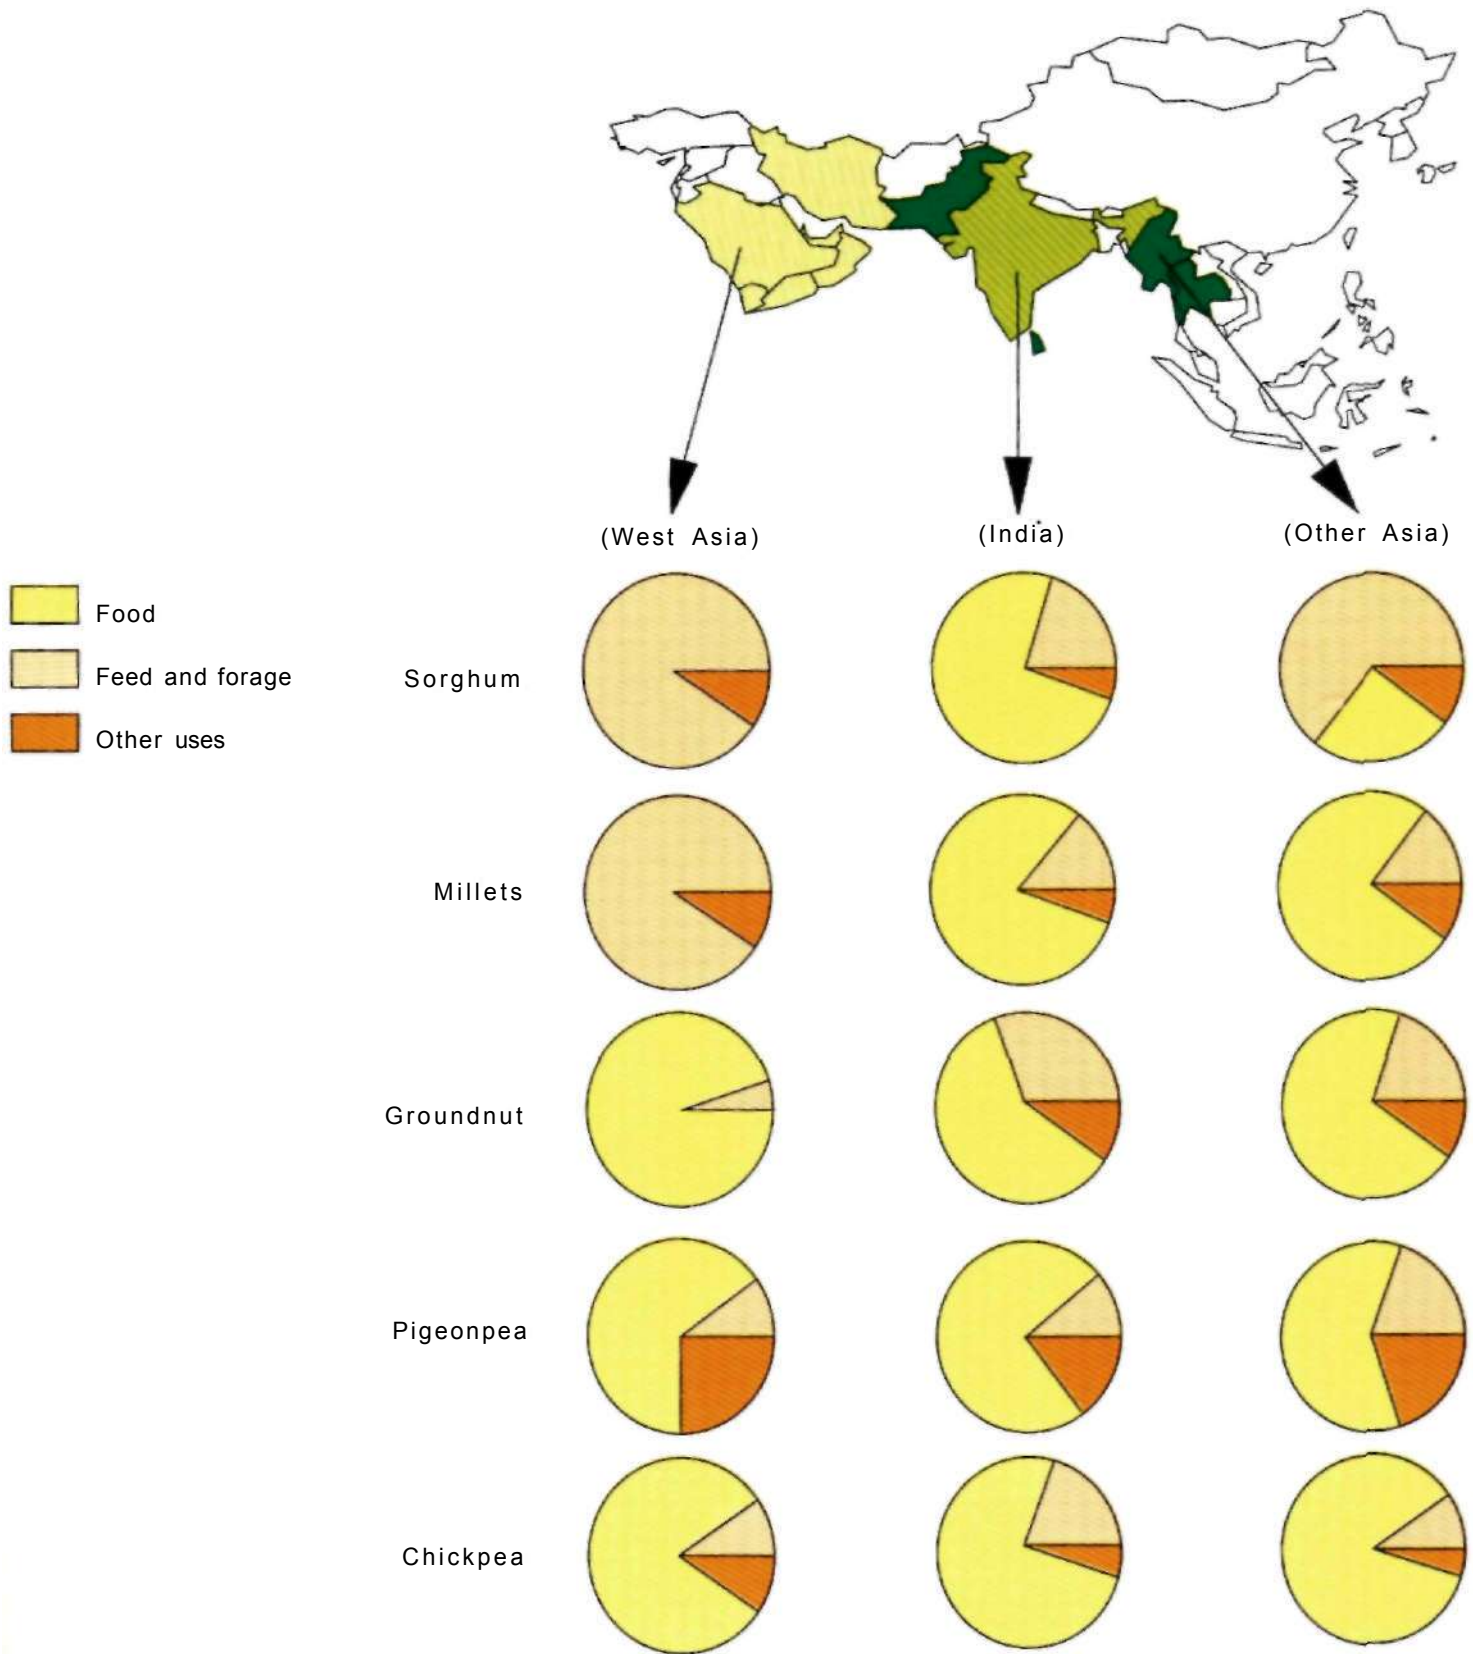 (West Asia) (India) (Other Asia)
Food
Feed and forage
Other uses
Sorghum
Millets
Groundnut
Pigeonpea
Chickpea